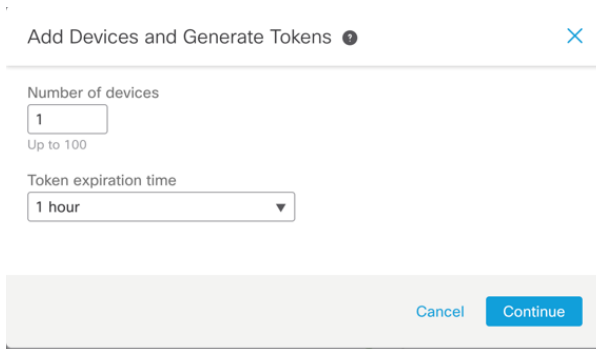 Add Devices and Generate Tokens ?
Number of devices
1
Up to 100
Token expiration time
1 hour
Cancel Continue